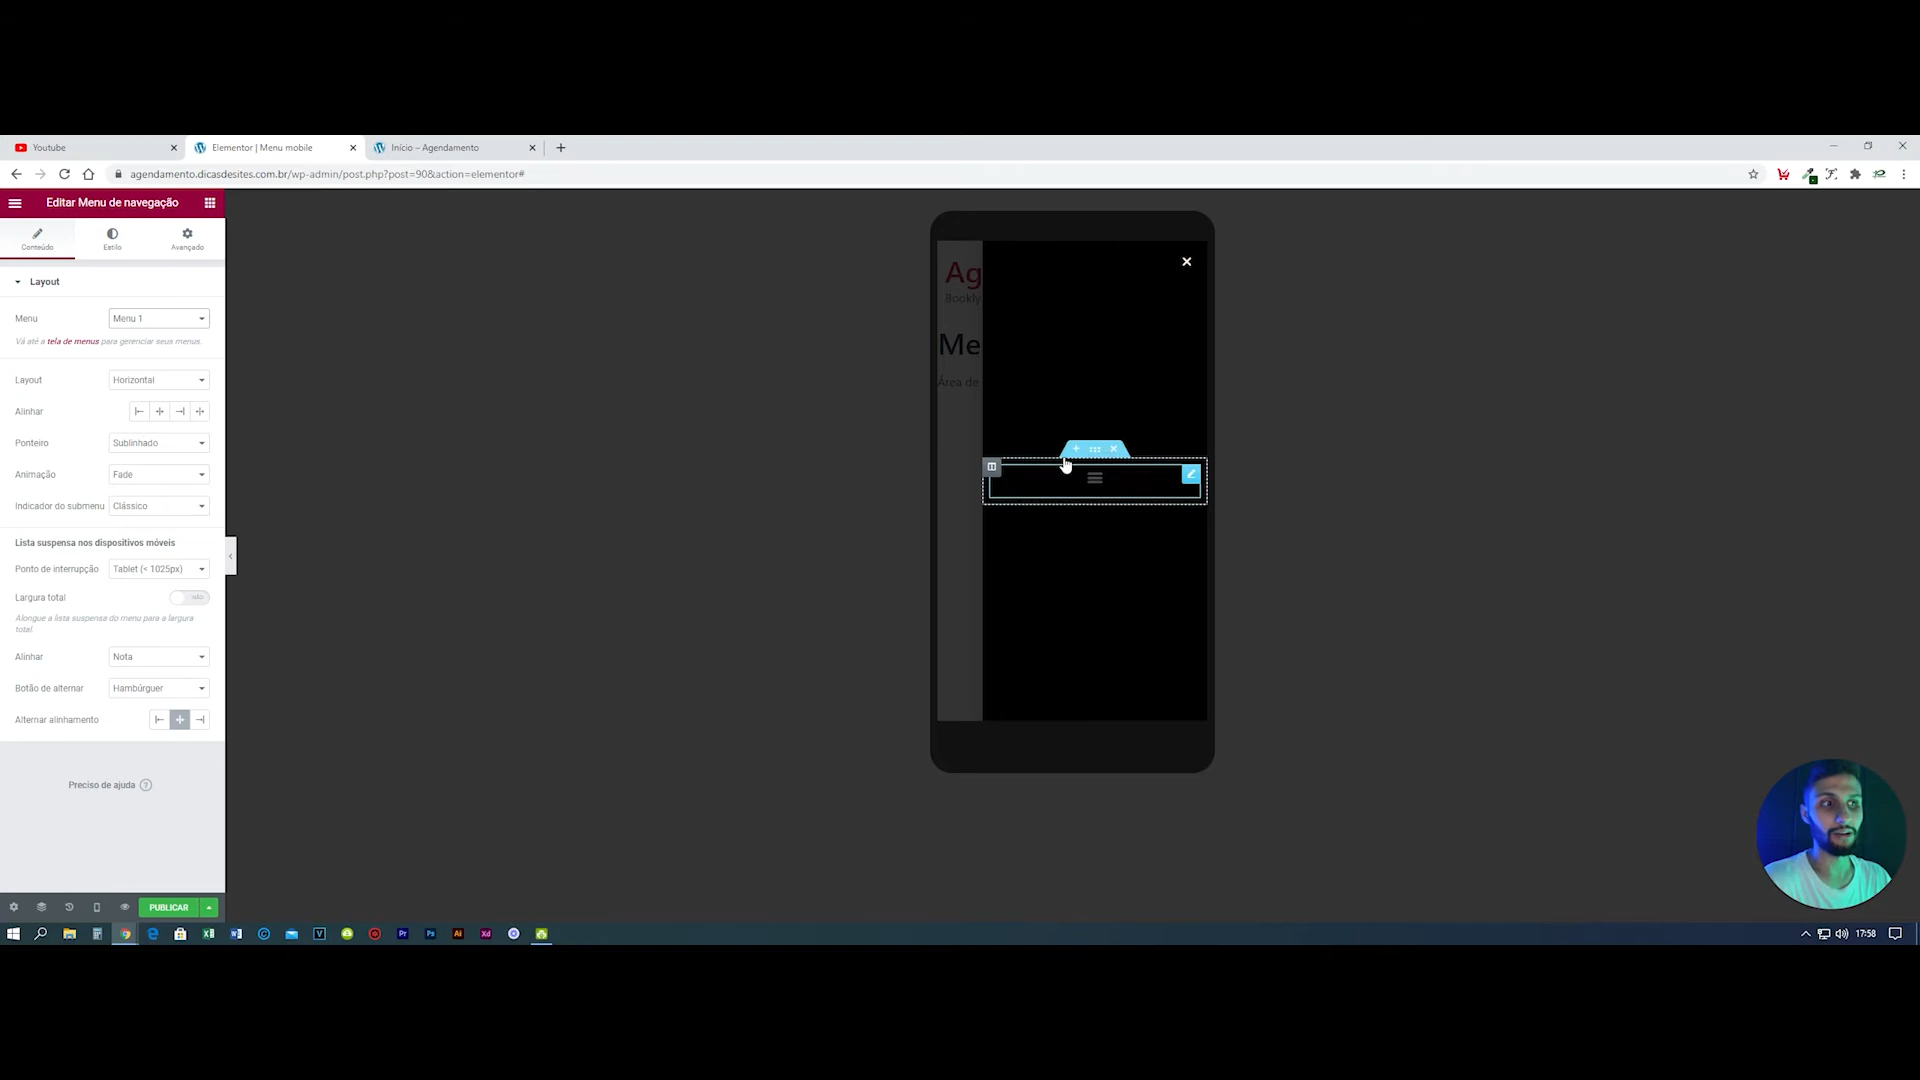 Youtube
Elementor | Menu mobile
Início – Agendamento
agendamento.dicasdesites.com.br/wp-admin/post.php?post=90&action=elementor#
Editar Menu de navegação
Conteúdo
Estilo
Avançado
Layout
Menu
Menu 1
Vá até a tela de menus para gerenciar seus menus.
Layout
Horizontal
Alinhar
Ponteiro
Sublinhado
Animação
Fade
Indicador do submenu
Clássico
Lista suspensa nos dispositivos móveis
Ponto de interrupção
Tablet (< 1025px)
Largura total
NÃO
Alongue a lista suspensa do menu para a largura
total.
Alinhar
Nota
Botão de alternar
Hambúrguer
Alternar alinhamento
Preciso de ajuda
PUBLICAR
Ag
Bookly
Me
Área de
17:58